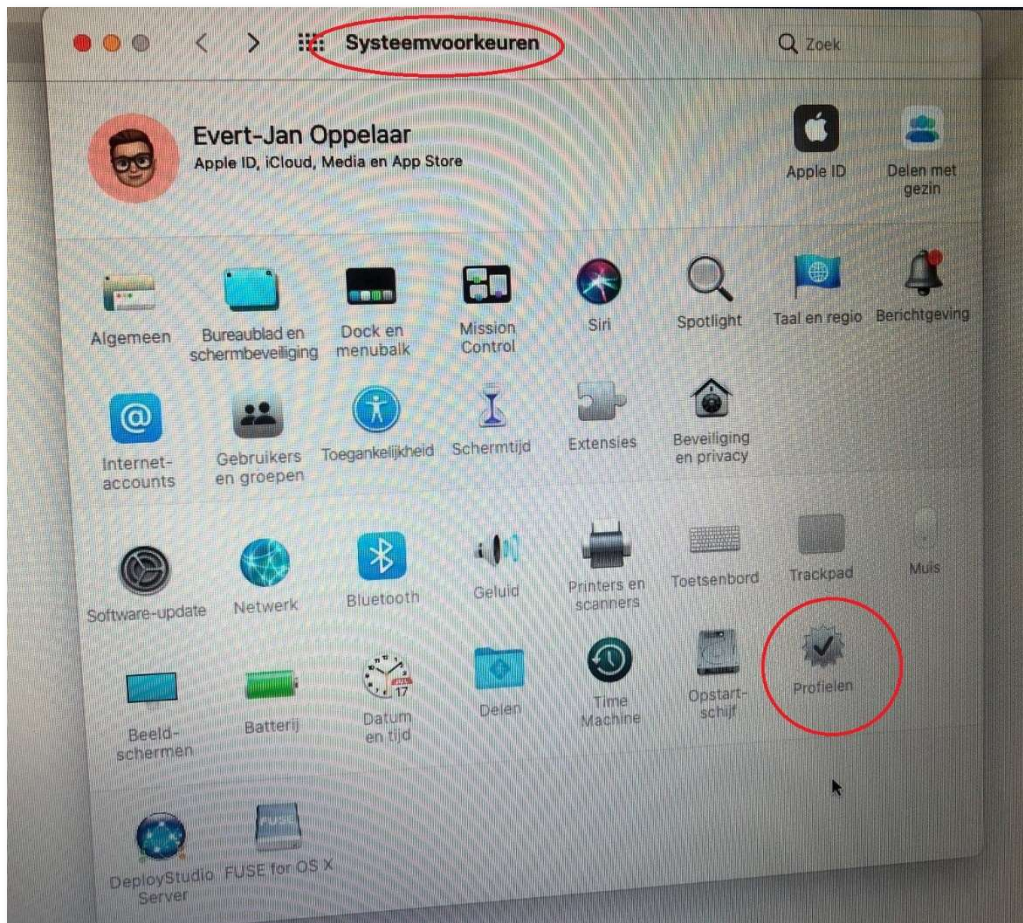 Systeemvoorkeuren
Zoek
Evert-Jan Oppelaar
Apple ID, iCloud, Media en App Store
Apple ID
Delen met
gezin
Algemeen
Bureaublad en
schermbeveiliging
Dock en
menubalk
Mission
Control
Siri
Spotlight
Taal en regio
Berichtgeving
Internet-
accounts
Gebruikers
en groepen
Toegankelijkheid
Schermtijd
Extensies
Beveiliging
en privacy
Software-update
Netwerk
Bluetooth
Geluid
Printers en
scanners
Toetsenbord
Trackpad
Muis
Beeld-
schermen
Batterij
JUL
17
Datum
en tijd
Delen
Time
Machine
Opstart-
schijf
Profielen
DeployStudio
Server
FUSE
FUSE for OS X